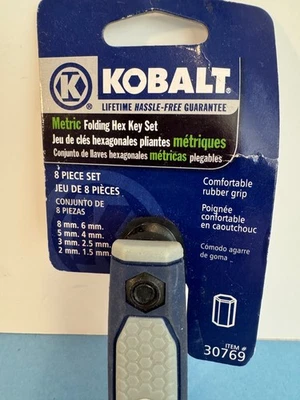 K
KOBALT®
LIFETIME HASSLE-FREE GUARANTEE
Metric Folding Hex Key Set
Jeu de clés hexagonales pliantes métriques
Conjunto de llaves hexagonales métricas plegables
8 PIECE SET
JEU DE 8 PIÈCES
CONJUNTO DE
8 PIEZAS
8 mm. 6 mm.
5 mm. 4 mm.
3 mm. 2.5 mm.
2 mm. 1.5 mm.
Comfortable
rubber grip
Poignée
confortable
en caoutchouc
Cómodo agarre
de goma
ITEM #
30769